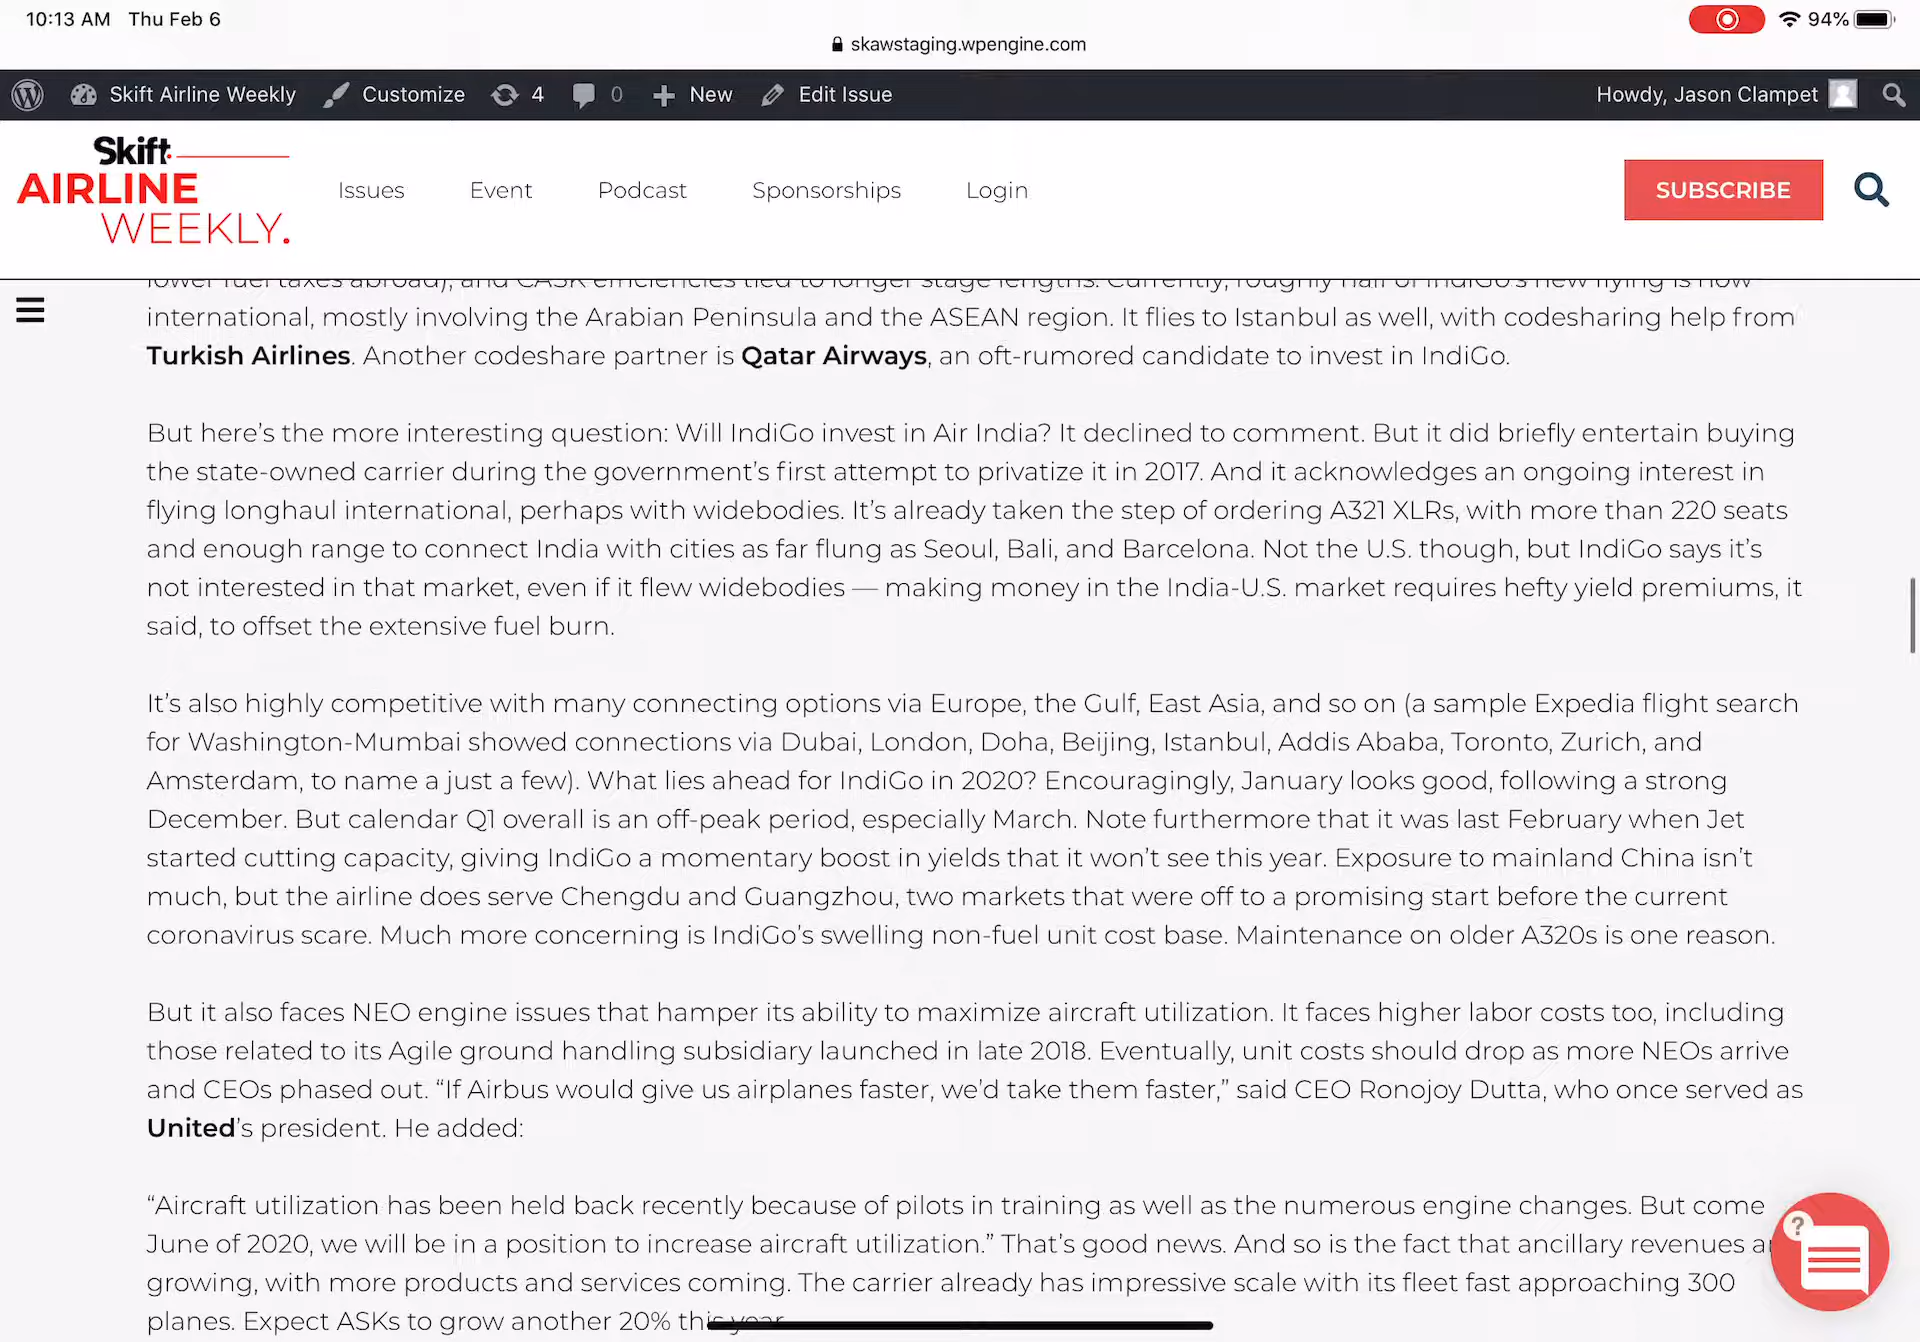 10:13 AM Thu Feb 6
94%
skawstaging.wpengine.com
Skift Airline Weekly Customize 4 0 New Edit Issue Howdy, Jason Clampet
Skift
AIRLINE
WEEKLY.
Issues Event Podcast Sponsorships Login SUBSCRIBE
lower fuel taxes abroad), and CASK efficiencies tied to longer stage lengths. Currently, roughly half of IndiGo's new flying is now
international, mostly involving the Arabian Peninsula and the ASEAN region. It flies to Istanbul as well, with codesharing help from
Turkish Airlines. Another codeshare partner is Qatar Airways, an oft-rumored candidate to invest in IndiGo.
But here's the more interesting question: Will IndiGo invest in Air India? It declined to comment. But it did briefly entertain buying
the state-owned carrier during the government's first attempt to privatize it in 2017. And it acknowledges an ongoing interest in
flying longhaul international, perhaps with widebodies. It's already taken the step of ordering A321 XLRs, with more than 220 seats
and enough range to connect India with cities as far flung as Seoul, Bali, and Barcelona. Not the U.S. though, but IndiGo says it's
not interested in that market, even if it flew widebodies — making money in the India-U.S. market requires hefty yield premiums, it
said, to offset the extensive fuel burn.
It's also highly competitive with many connecting options via Europe, the Gulf, East Asia, and so on (a sample Expedia flight search
for Washington-Mumbai showed connections via Dubai, London, Doha, Beijing, Istanbul, Addis Ababa, Toronto, Zurich, and
Amsterdam, to name a just a few). What lies ahead for IndiGo in 2020? Encouragingly, January looks good, following a strong
December. But calendar Q1 overall is an off-peak period, especially March. Note furthermore that it was last February when Jet
started cutting capacity, giving IndiGo a momentary boost in yields that it won't see this year. Exposure to mainland China isn't
much, but the airline does serve Chengdu and Guangzhou, two markets that were off to a promising start before the current
coronavirus scare. Much more concerning is IndiGo's swelling non-fuel unit cost base. Maintenance on older A320s is one reason.
But it also faces NEO engine issues that hamper its ability to maximize aircraft utilization. It faces higher labor costs too, including
those related to its Agile ground handling subsidiary launched in late 2018. Eventually, unit costs should drop as more NEOs arrive
and CEOs phased out. “If Airbus would give us airplanes faster, we'd take them faster,” said CEO Ronojoy Dutta, who once served as
United's president. He added:
“Aircraft utilization has been held back recently because of pilots in training as well as the numerous engine changes. But come
June of 2020, we will be in a position to increase aircraft utilization.” That's good news. And so is the fact that ancillary revenues
growing, with more products and services coming. The carrier already has impressive scale with its fleet fast approaching 300
planes. Expect ASKs to grow another 20% this year
?